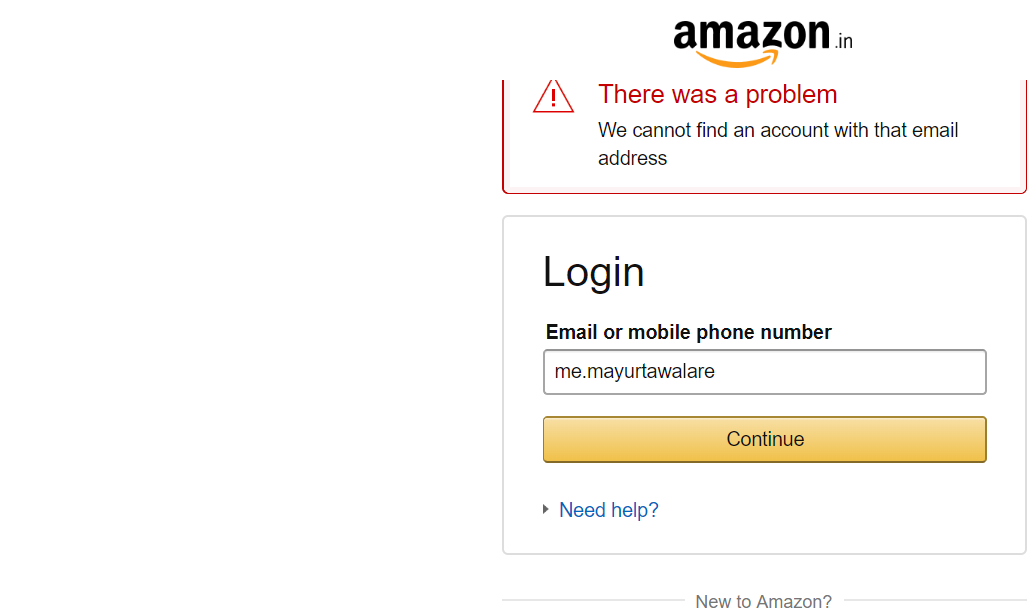 amazon.in
There was a problem
We cannot find an account with that email
address
Login
Email or mobile phone number
me.mayurtawalare
Continue
Need help?
New to Amazon?